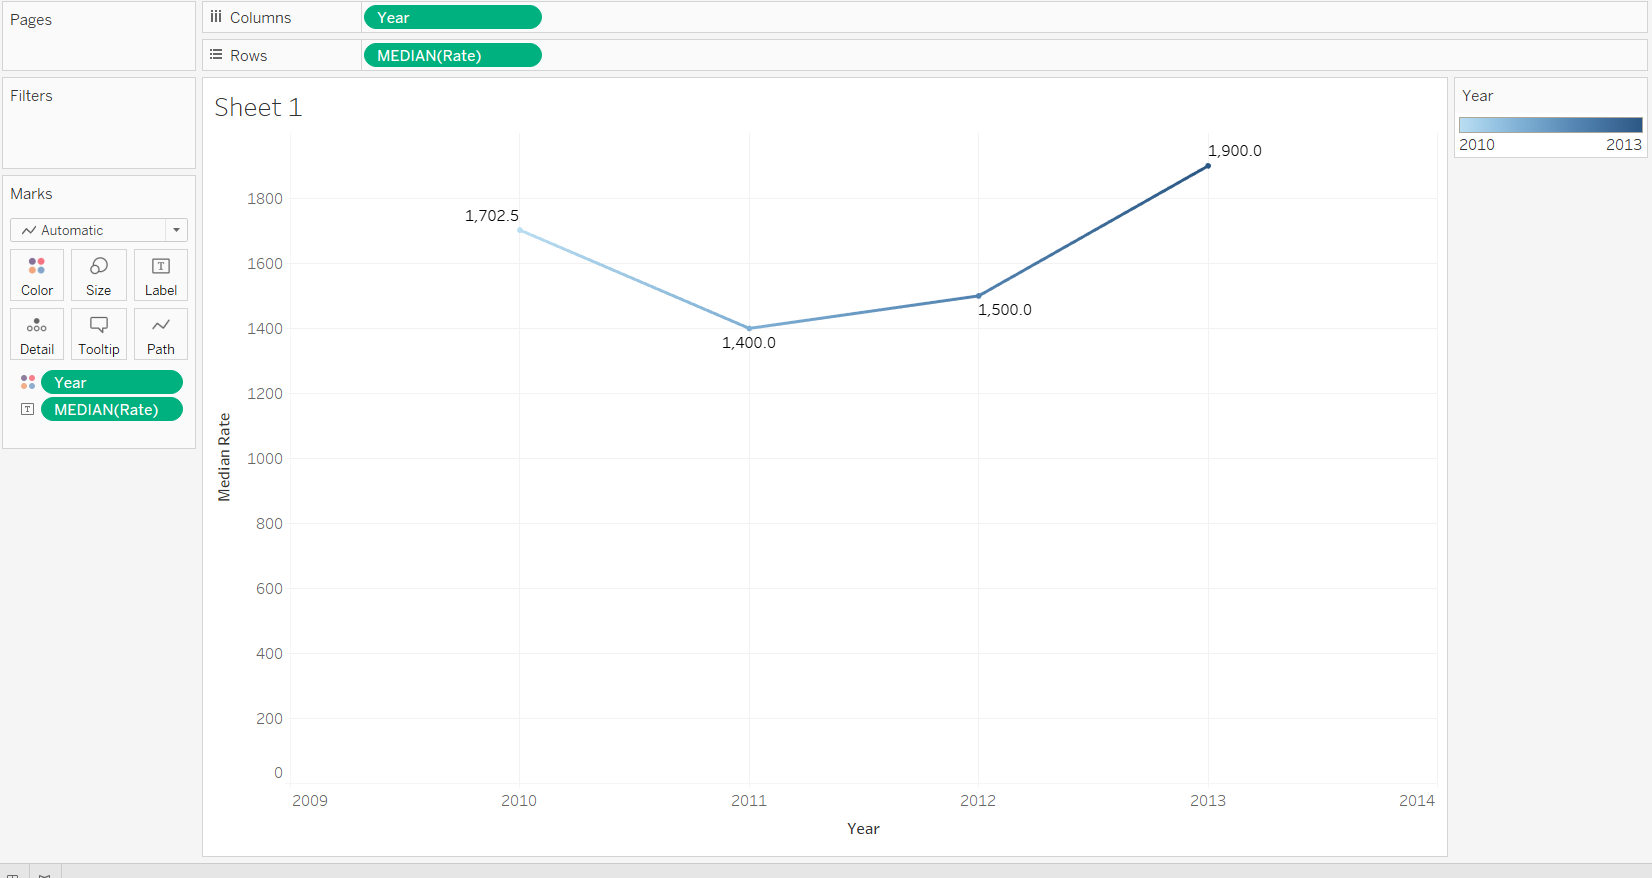 Pages
Columns
Year
Rows
MEDIAN(Rate)
Filters
Marks
Automatic
Color
Size
Label
Detail
Tooltip
Path
Year
MEDIAN(Rate)
Sheet 1
1800
1600
1400
1200
1000
800
600
400
200
0
Median Rate
1,702.5
1,400.0
1,500.0
1,900.0
2009
2010
2011
2012
2013
2014
Year
Year
2010
2013